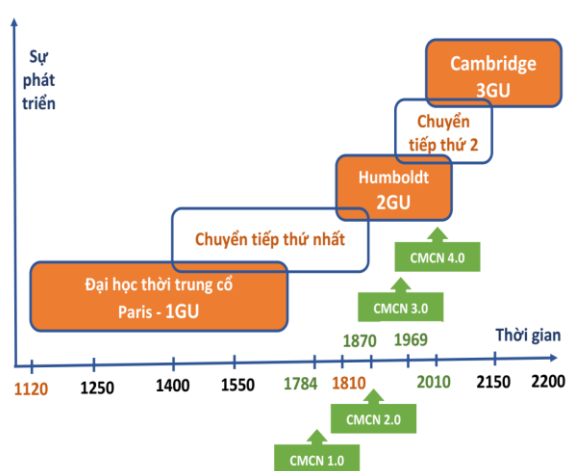 Sự
phát
triển
Cambridge
3GU
Chuyển
tiếp thứ 2
Humboldt
2GU
Chuyển tiếp thứ nhất
CMCN 4.0
Đại học thời trung cổ
Paris - 1GU
CMCN 3.0
1870
1969
Thời gian
1120
1250
1400
1550
1784
1810
2010
2150
2200
CMCN 2.0
CMCN 1.0